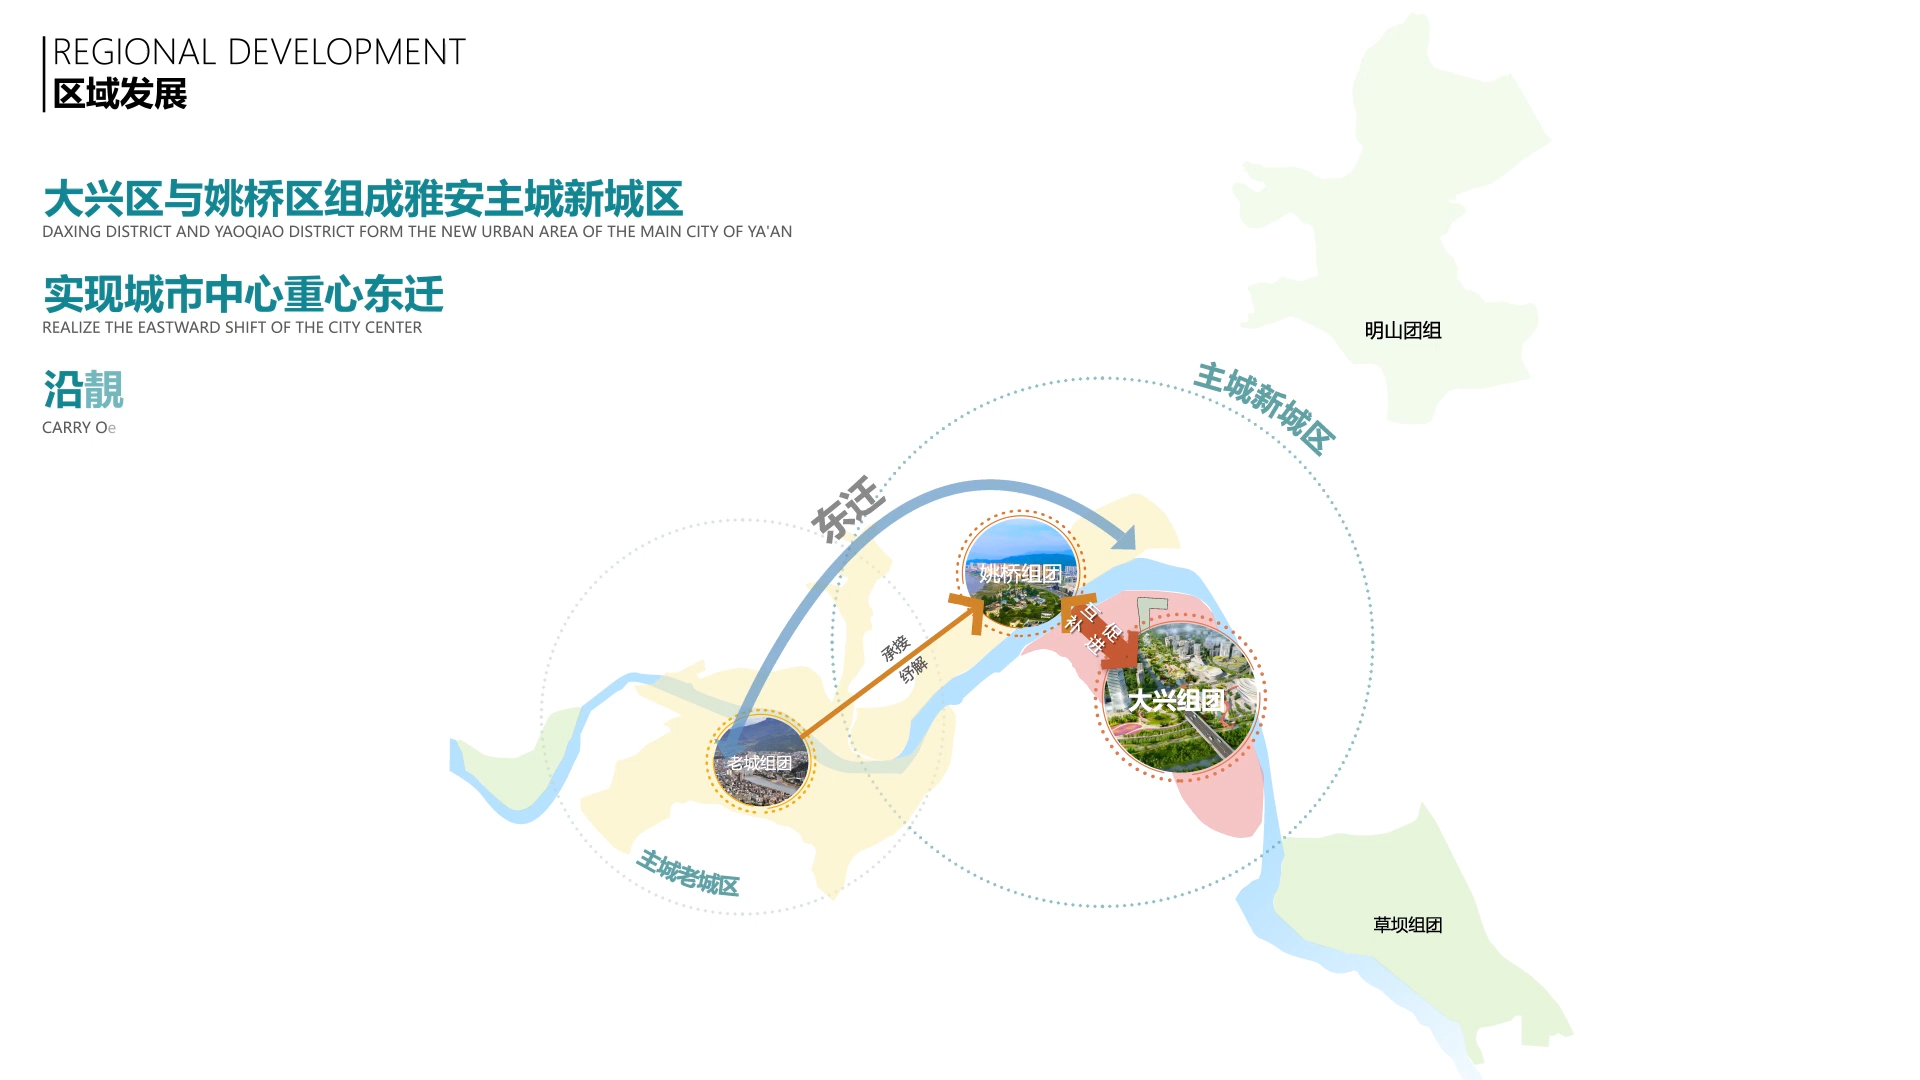 REGIONAL DEVELOPMENT
区域发展
大兴区与姚桥区组成雅安主城新城区
DAXING DISTRICT AND YAOQIAO DISTRICT FORM THE NEW URBAN AREA OF THE MAIN CITY OF YA'AN
实现城市中心重心东迁
REALIZE THE EASTWARD SHIFT OF THE CITY CENTER
沿靚
CARRY Oe
明山团组
主城新城区
东迁
姚桥组团
互补
促进
承接
纾解
大兴组团
老城组团
主城老城区
草坝组团